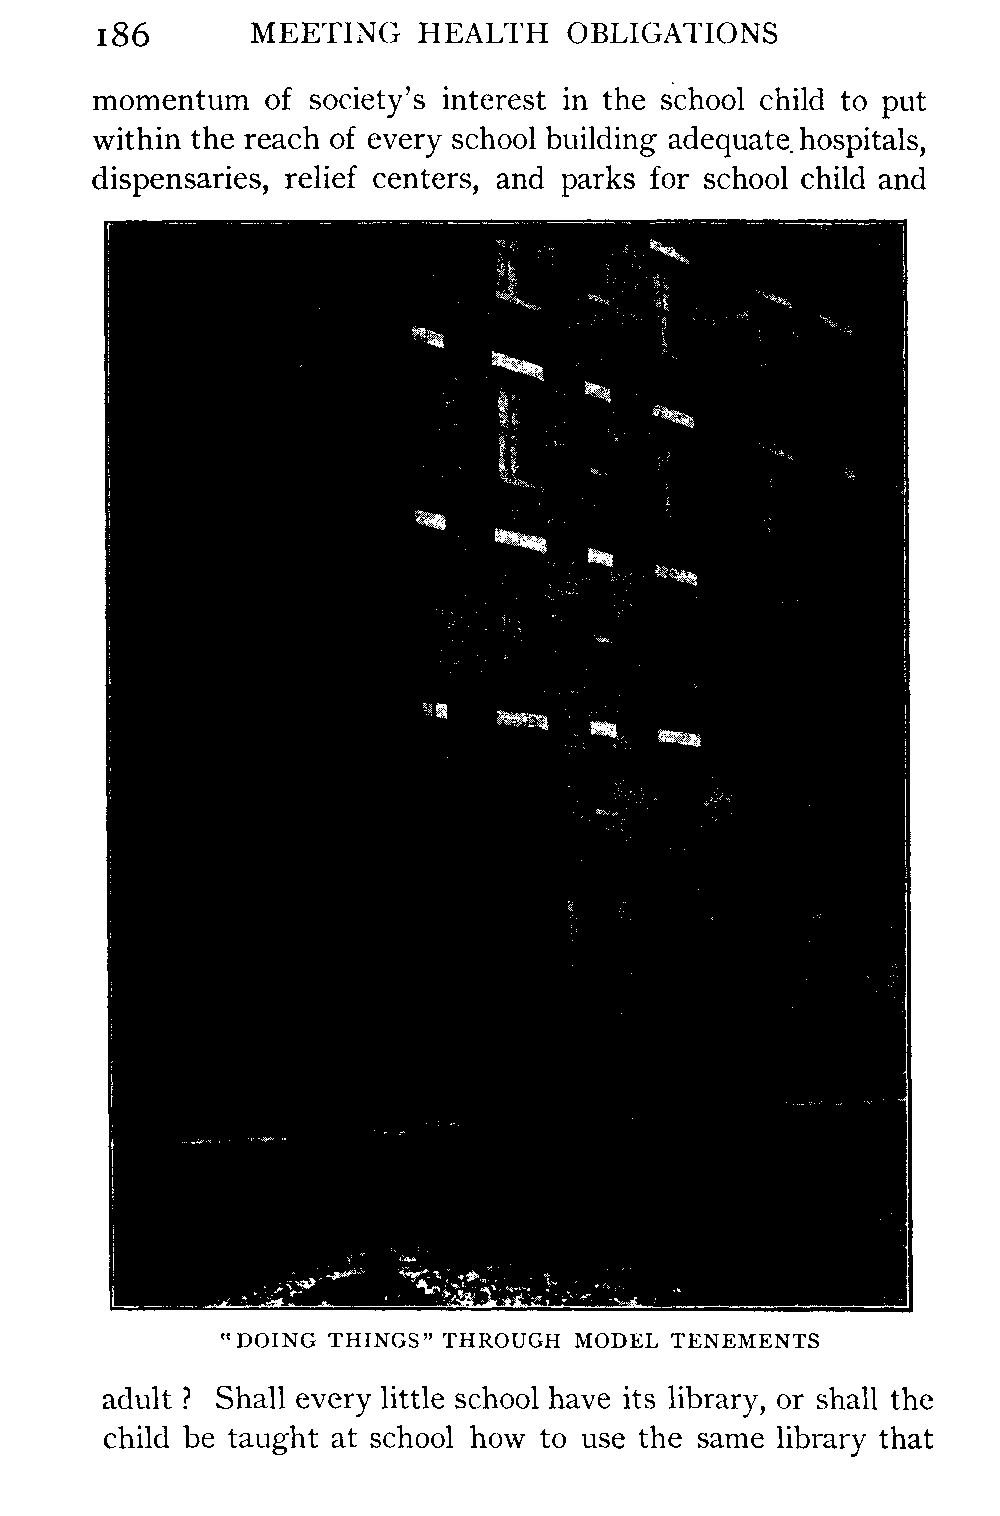 186 MEETING HEALTH OBLIGATIONS
momentum of society's interest in the school child to put
within the reach of every school building adequate hospitals,
dispensaries, relief centers, and parks for school child and
"DOING THINGS" THROUGH MODEL TENEMENTS
adult ? Shall every little school have its library, or shall the
child be taught at school how to use the same library that